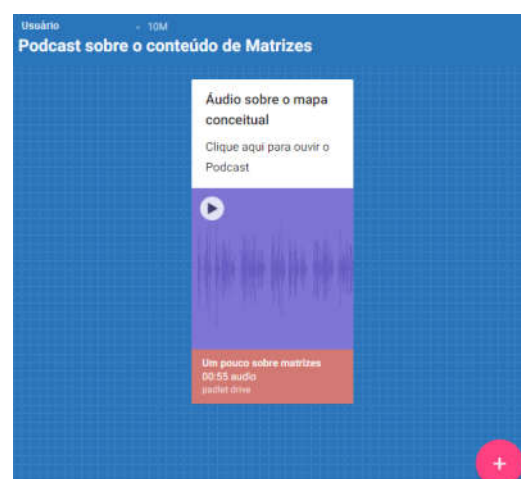 Usuário - 10M
Podcast sobre o conteúdo de Matrizes
Áudio sobre o mapa
conceitual
Clique aqui para ouvir o
Podcast
Um pouco sobre matrizes
00:55 audio
padlet drive
+